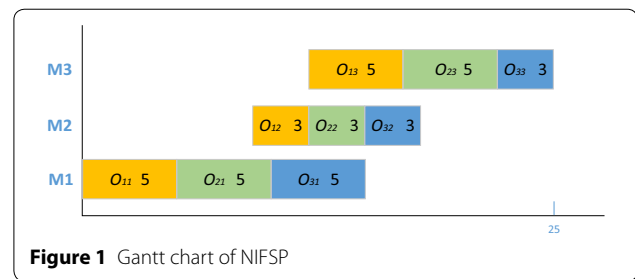 M3 O13 5 O23 5 O33 3
M2 O12 3 O22 3 O32 3
M1 O11 5 O21 5 O31 5
25
Figure 1 Gantt chart of NIFSP